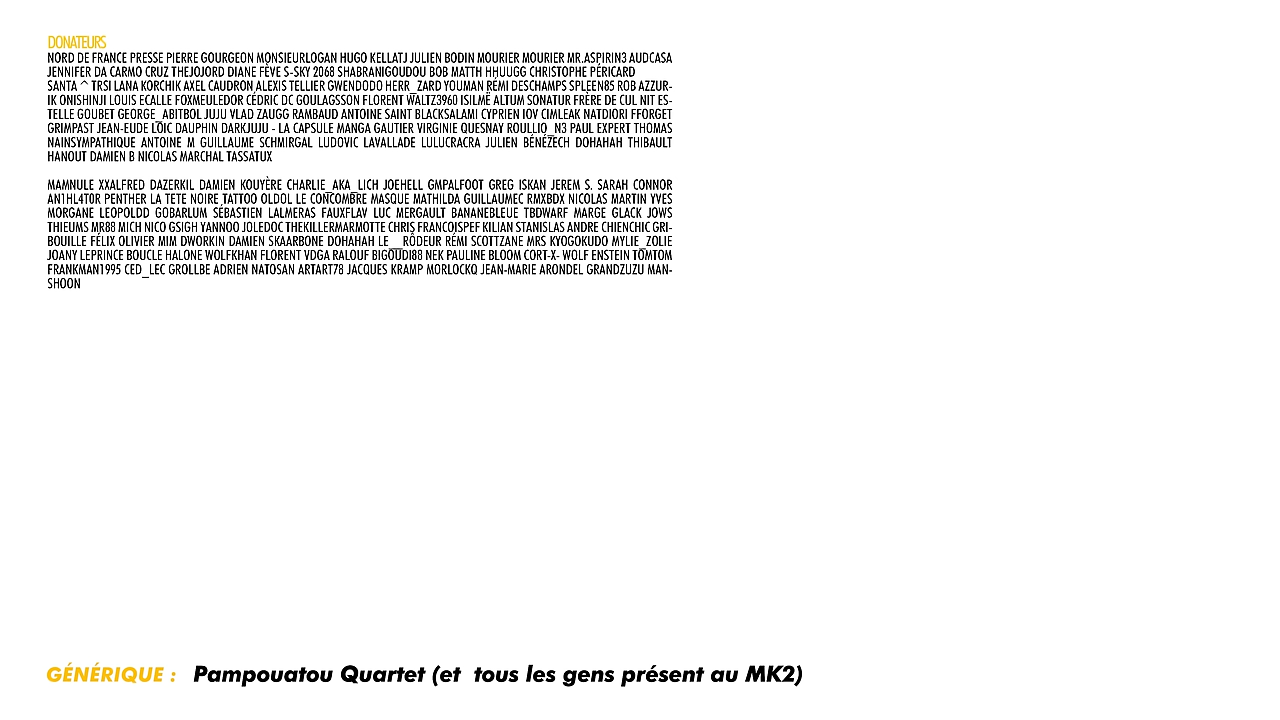 DONATEURS
NORD DE FRANCE PRESSE PIERRE GOURGEON MONSIEURLOGAN HUGO KELLATJ JULIEN BODIN MOURIER MOURIER MR.ASPIRIN3 AUDCASA
JENNIFER DA CARMO CRUZ THEJOJORD DIANE FÈVE S-SKY 2068 SHABRANIGOUDOU BOB MATTH HHUUGG CHRISTOPHE PÉRICARD
SANTA ^ TRSI LANA KORCHIK AXEL CAUDRON ALEXIS TELLIER GWENDODO HERR_ZARD YOUMAN RÉMI DESCHAMPS SPLEEN85 ROB AZZUR-
IK ONISHINJI LOUIS ECALLE FOXMEULEDOR CÉDRIC DC GOULAGSSON FLORENT WALTZ3960 ISILMË ALTUM SONATUR FRÈRE DE CUL NIT ES-
TELLE GOUBET GEORGE_ABITBOL JUJU VLAD ZAUGG RAMBAUD ANTOINE SAINT BLACKSALAMI CYPRIEN IOV CIMLEAK NATDIORI FFORGET
GRIMPAST JEAN-EUDE LOÏC DAUPHIN DARKJUJU - LA CAPSULE MANGA GAUTIER VIRGINIE QUESNAY ROULLIO_N3 PAUL EXPERT THOMAS
NAINSYMPATHIQUE ANTOINE M GUILLAUME SCHMIRGAL LUDOVIC LAVALLADE LULUCRACRA JULIEN BÉNÉZECH DOHAHAH THIBAULT
HANOUT DAMIEN B NICOLAS MARCHAL TASSATUX
MAMNULE XXALFRED DAZERKIL DAMIEN KOUYÈRE CHARLIE_AKA_LICH JOEHELL GMPALFOOT GREG ISKAN JEREM S. SARAH CONNOR
AN1HL4T0R PENTHER LA TETE NOIRE TATTOO OLDOL LE CONCOMBRE MASQUE MATHILDA GUILLAUMEC RMXBDX NICOLAS MARTIN YVES
MORGANE LEOPOLDD GOBARLUM SÉBASTIEN LALMERAS FAUXFLAV LUC MERGAULT BANANEBLEUE TBDWARF MARGE GLACK JOWS
THIEUMS MR88 MICH NICO GSIGH YANNOO JOLEDOC THEKILLERMARMOTTE CHRIS FRANCOISPEF KILIAN STANISLAS ANDRE CHIENCHIC GRI-
BOUILLE FÉLIX OLIVIER MIM DWORKIN DAMIEN SKAARBONE DOHAHAH LE__RÔDEUR RÉMI SCOTTZANE MRS KYOGOKUDO MYLIE_ZOLIE
JOANY LEPRINCE BOUCLE HALONE WOLFKHAN FLORENT VDGA RALOUF BIGOUDI88 NEK PAULINE BLOOM CORT-X- WOLF ENSTEIN TOMTOM
FRANKMAN1995 CED_LEC GROLLBE ADRIEN NATOSAN ARTART78 JACQUES KRAMP MORLOCKQ JEAN-MARIE ARONDEL GRANDZUZU MAN-
SHOON
GÉNÉRIQUE : Pampouatou Quartet (et tous les gens présent au MK2)